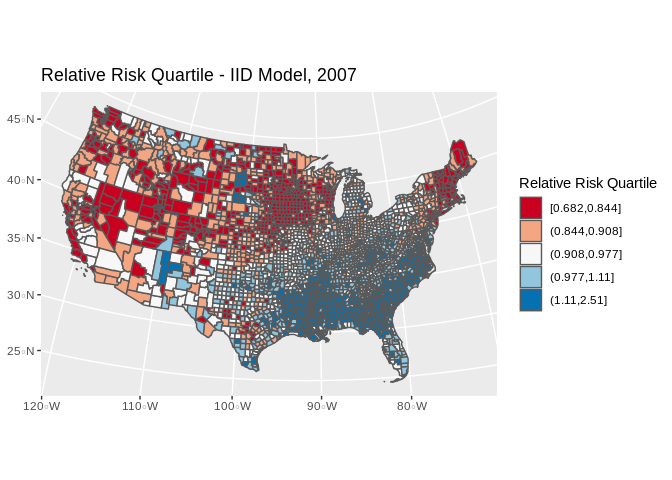 Relative Risk Quartile - IID Model, 2007
45°N
40°N
35°N
30°N
25°N
120°W
110°W
100°W
90°W
80°W
Relative Risk Quartile
[0.682,0.844]
(0.844,0.908]
(0.908,0.977]
(0.977,1.11]
(1.11,2.51]